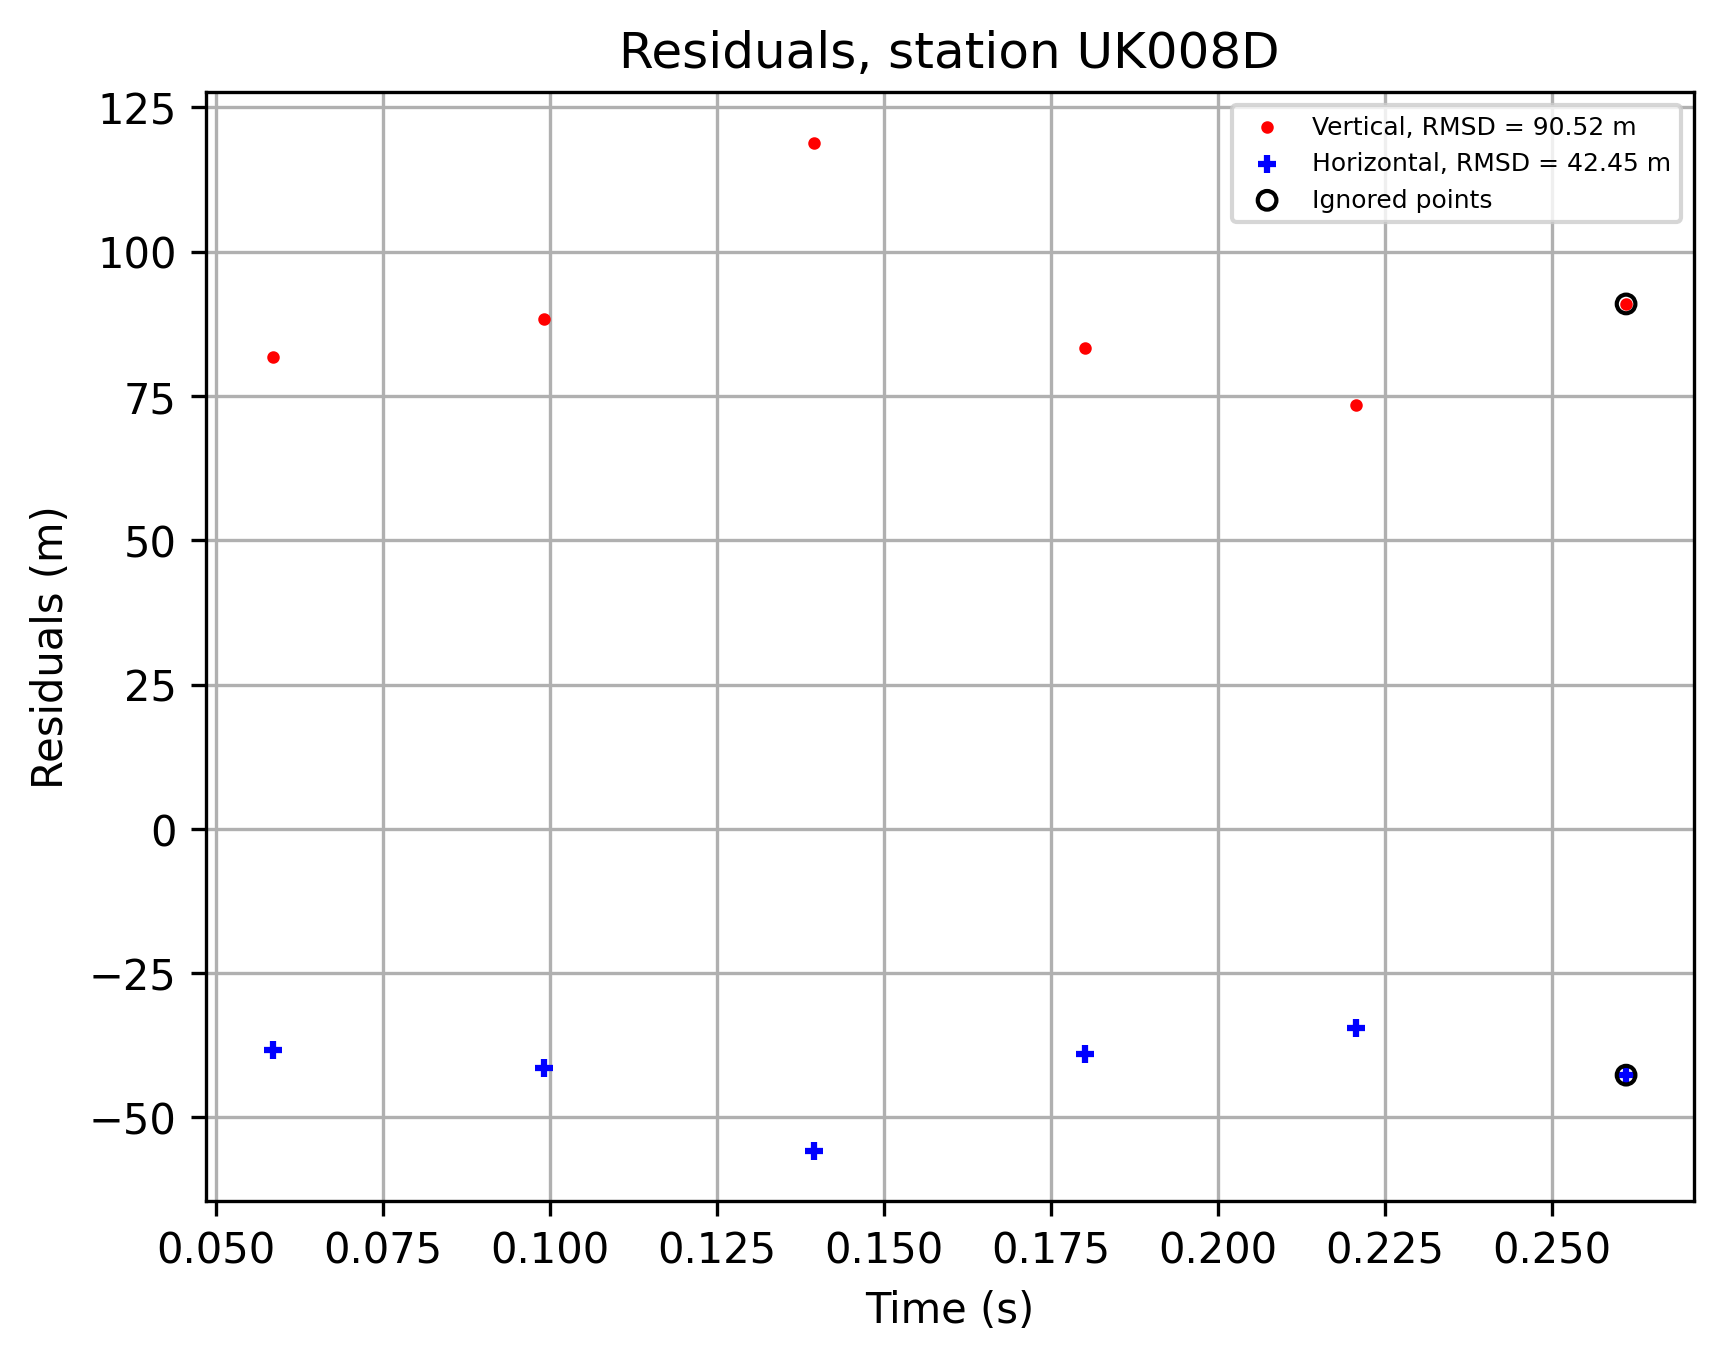 Residuals, station UK008D
Vertical, RMSD = 90.52 m
Horizontal, RMSD = 42.45 m
Ignored points
125
100
75
50
25
0
−25
−50
Residuals (m)
0.050 0.075 0.100 0.125 0.150 0.175 0.200 0.225 0.250
Time (s)